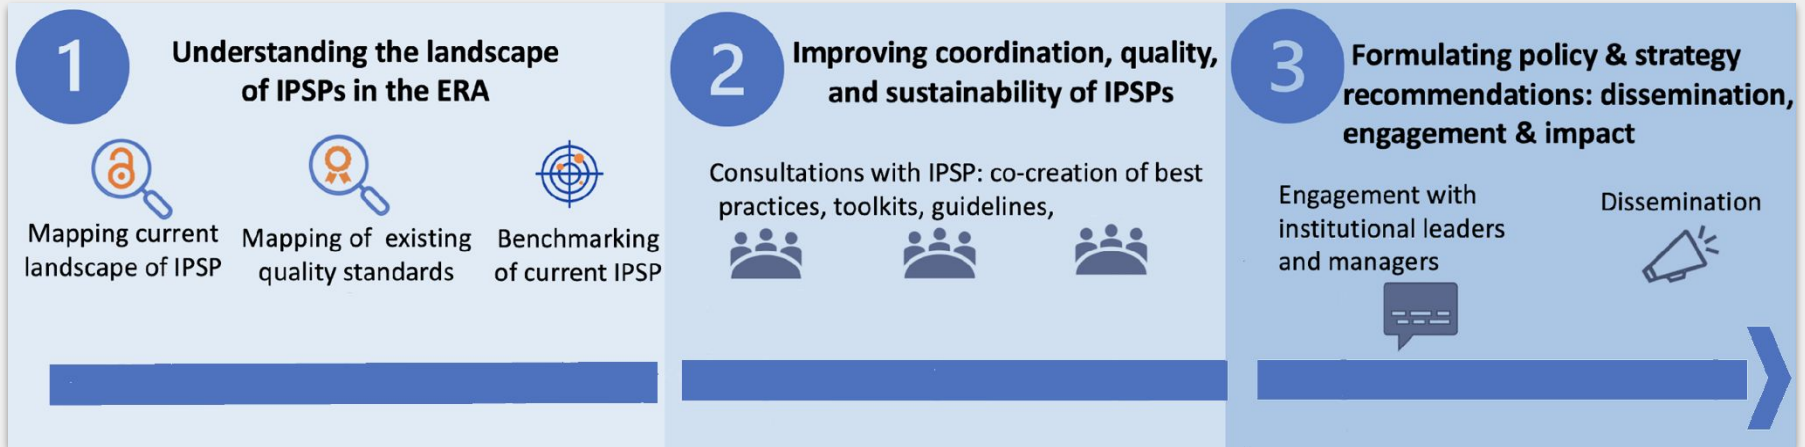 1
Understanding the landscape
of IPSPs in the ERA
Mapping current
landscape of IPSP
Mapping of existing
quality standards
Benchmarking
of current IPSP
2
Improving coordination, quality,
and sustainability of IPSPs
Consultations with IPSP: co-creation of best
practices, toolkits, guidelines,
3
Formulating policy & strategy
recommendations: dissemination,
engagement & impact
Engagement with
institutional leaders
and managers
Dissemination